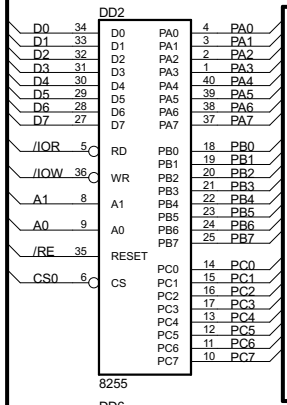 DD2
D0 34 D0 PA0 4 PA0
D1 33 D1 PA1 3 PA1
D2 32 D2 PA2 2 PA2
D3 31 D3 PA3 1 PA3
D4 30 D4 PA4 40 PA4
D5 29 D5 PA5 39 PA5
D6 28 D6 PA6 38 PA6
D7 27 D7 PA7 37 PA7
/IOR 5 RD PB0 18 PB0
PB1 19 PB1
/IOW 36 WR PB2 20 PB2
PB3 21 PB3
A1 8 A1 PB4 22 PB4
PB5 23 PB5
A0 9 A0 PB6 24 PB6
PB7 25 PB7
/RE 35 RESET
PC0 14 PC0
CS0 6 CS PC1 15 PC1
PC2 16 PC2
PC3 17 PC3
PC4 13 PC4
PC5 12 PC5
PC6 11 PC6
PC7 10 PC7
8255
DD6